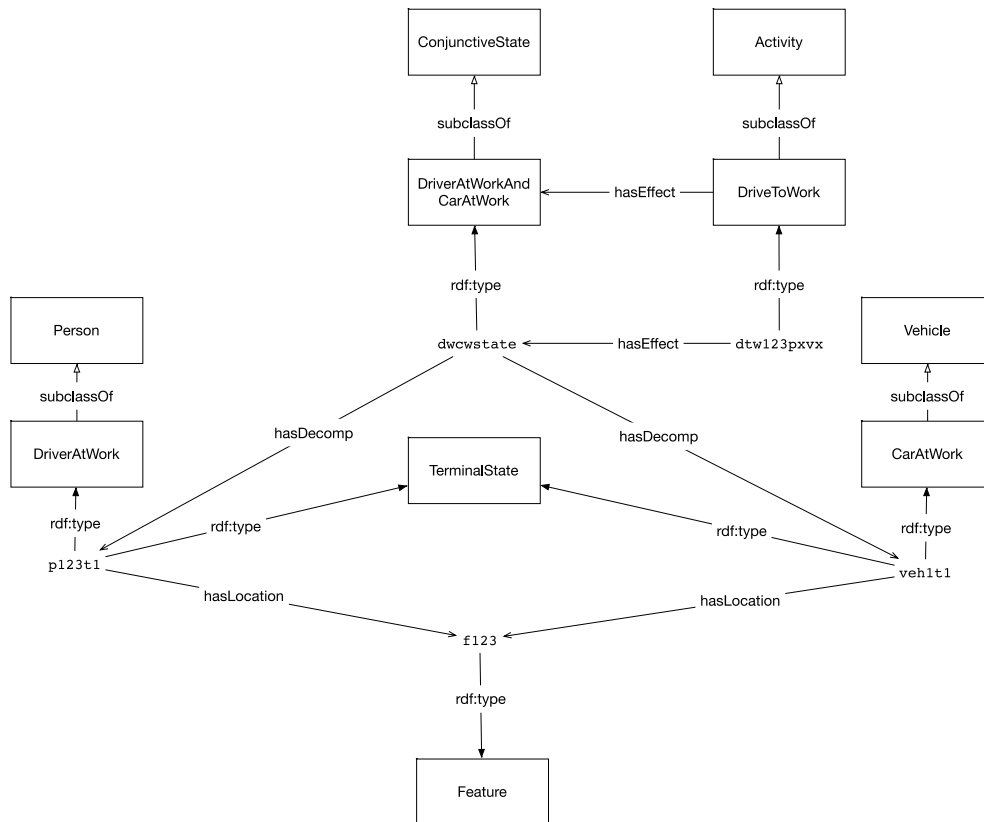 ConjunctiveState
Activity
subclassOf
subclassOf
DriverAtWorkAnd
CarAtWork
hasEffect
DriveToWork
rdf:type
rdf:type
Person
Vehicle
dwcwstate
hasEffect
dtw123pxvx
subclassOf
subclassOf
hasDecomp
hasDecomp
DriverAtWork
TerminalState
CarAtWork
rdf:type
rdf:type
rdf:type
rdf:type
p123t1
veh1t1
hasLocation
hasLocation
f123
rdf:type
Feature